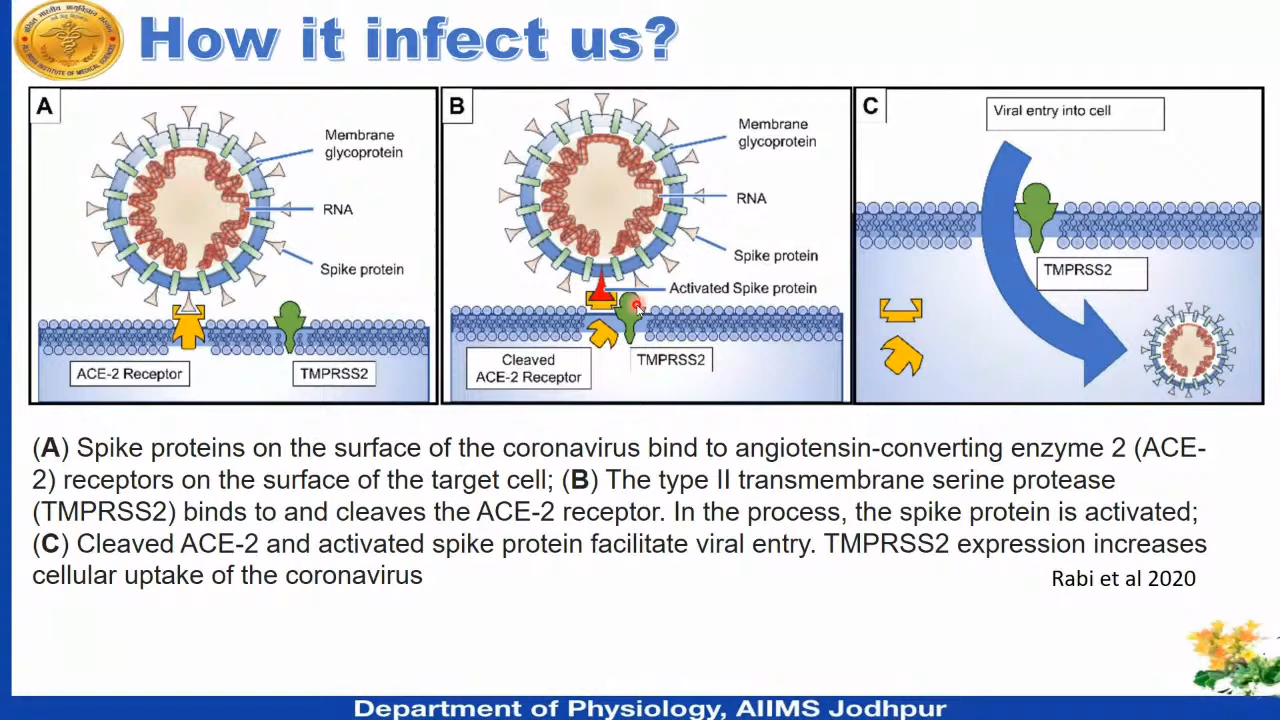 How it infect us?
A
Membrane
glycoprotein
RNA
Spike protein
ACE-2 Receptor
TMPRSS2
B
Membrane
glycoprotein
RNA
Spike protein
Activated Spike protein
Cleaved
ACE-2 Receptor
TMPRSS2
C
Viral entry into cell
TMPRSS2
(A) Spike proteins on the surface of the coronavirus bind to angiotensin-converting enzyme 2 (ACE-
2) receptors on the surface of the target cell; (B) The type II transmembrane serine protease
(TMPRSS2) binds to and cleaves the ACE-2 receptor. In the process, the spike protein is activated;
(C) Cleaved ACE-2 and activated spike protein facilitate viral entry. TMPRSS2 expression increases
cellular uptake of the coronavirus
Rabi et al 2020
Department of Physiology, AIIMS Jodhpur